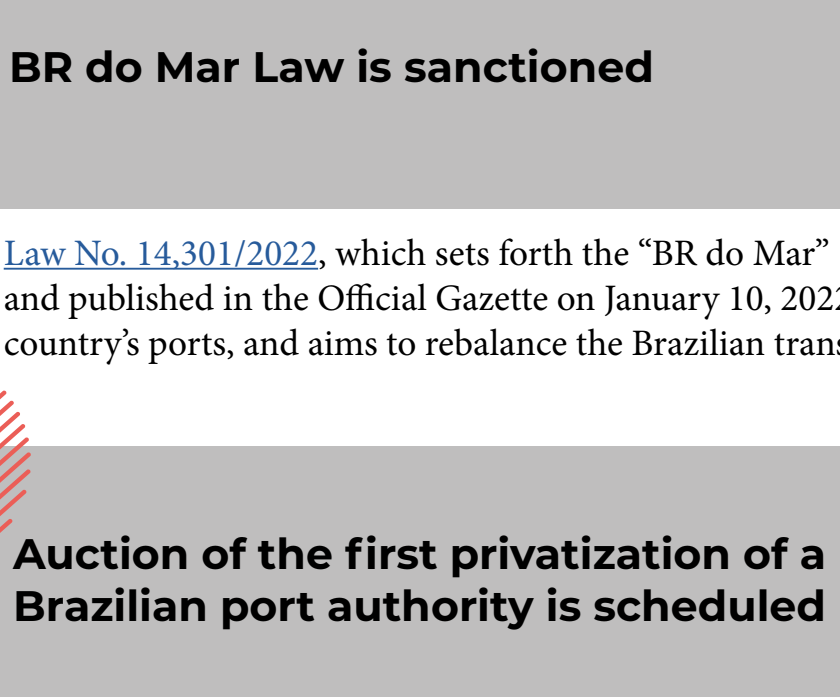 BR do Mar Law is sanctioned
Law No. 14,301/2022, which sets forth the “BR do Mar”
and published in the Official Gazette on January 10, 202
country’s ports, and aims to rebalance the Brazilian
Auction of the first privatization of a
Brazilian port authority is scheduled